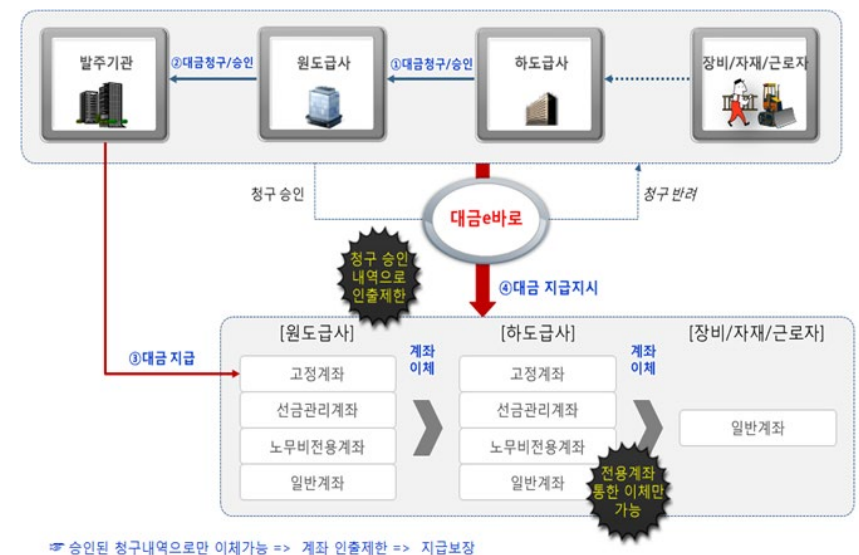 발주기관
②대금청구/승인
원도급사
①대금청구/승인
하도급사
장비/자재/근로자
청구 승인
대금e바로
청구 반려
청구 승인
내역으로
인출제한
④대금 지급지시
③대금 지급
[원도급사]
고정계좌
선금관리계좌
노무비전용계좌
일반계좌
계좌
이체
[하도급사]
고정계좌
선금관리계좌
노무비전용계좌
일반계좌
계좌
이체
전용계좌
통한 이체만
가능
[장비/자재/근로자]
일반계좌
☞ 승인된 청구내역으로만 이체가능 => 계좌 인출제한 => 지급보장